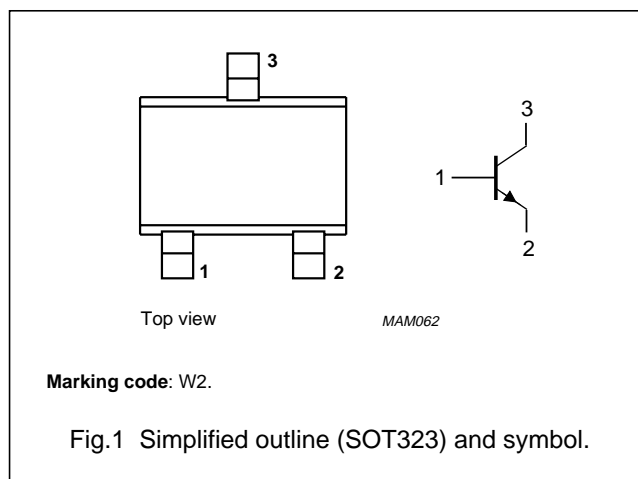 3
3
1
1
2
2
Top view
MAM062
Marking code: W2.
Fig.1 Simplified outline (SOT323) and symbol.